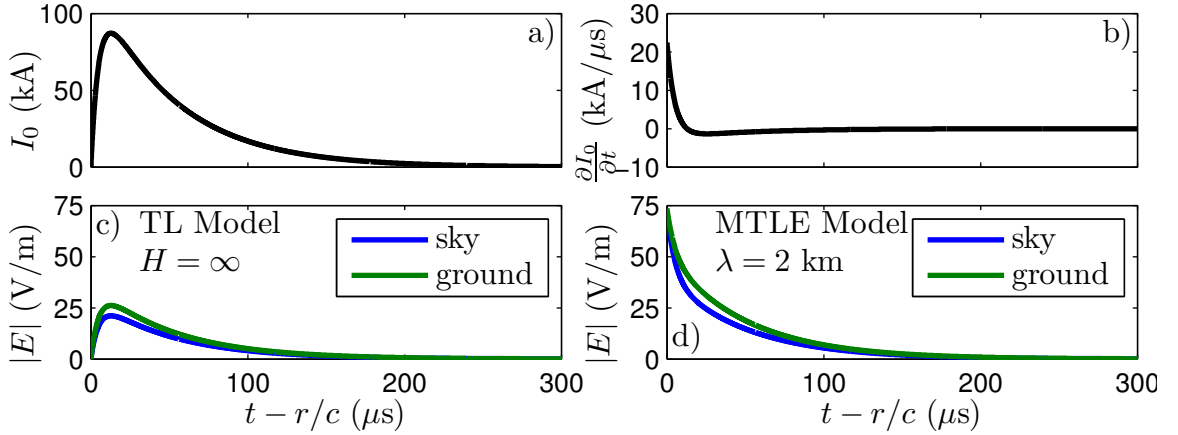 100
50
0
I₀ (kA)
a)
30
20
10
0
-10
∂I₀/∂t (kA/μs)
b)
75
50
25
0
|E| (V/m)
c) TL Model
H = ∞
sky
ground
0 100 200 300
t − r/c (μs)
75
50
25
0
|E| (V/m)
MTLE Model
λ = 2 km
sky
ground
d)
0 100 200 300
t − r/c (μs)